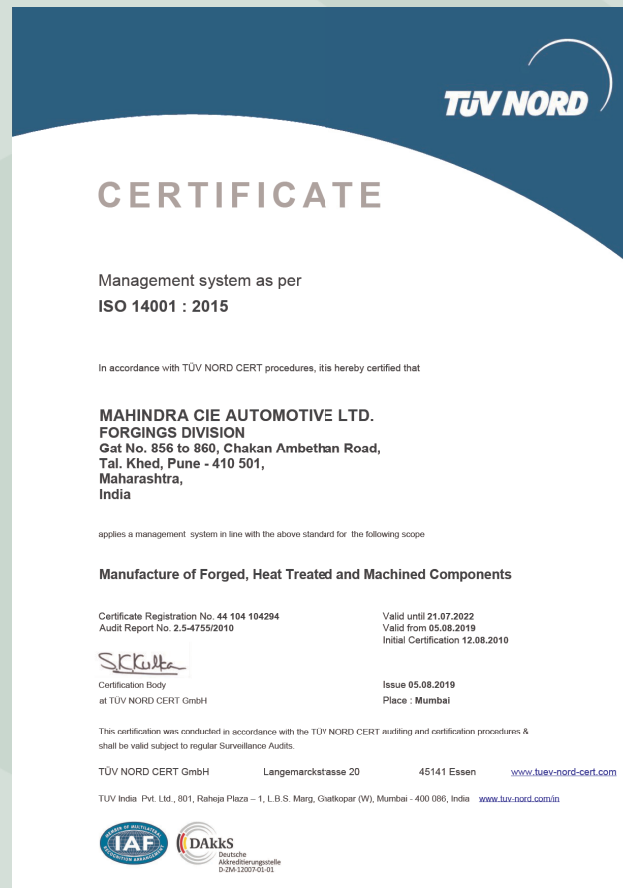 TÜV NORD
CERTIFICATE
Management system as per
ISO 14001 : 2015
In accordance with TÜV NORD CERT procedures, itis hereby certified that
MAHINDRA CIE AUTOMOTIVE LTD.
FORGINGS DIVISION
Gat No. 856 to 860, Chakan Ambethan Road,
Tal. Khed, Pune - 410 501,
Maharashtra,
India
applies a management system in line with the above standard for the following scope
Manufacture of Forged, Heat Treated and Machined Components
Certificate Registration No. 44 104 104294
Audit Report No. 2.5-4755/2010
Valid until 21.07.2022
Valid from 05.08.2019
Initial Certification 12.08.2010
S.K.Kulka
Certification Body
at TÜV NORD CERT GmbH
Issue 05.08.2019
Place : Mumbai
This certification was conducted in accordance with the TÜV NORD CERT auditing and certification procedures &
shall be valid subject to regular Surveillance Audits.
TÜV NORD CERT GmbH Langemarckstasse 20 45141 Essen www.tuev-nord-cert.com
TUV India Pvt. Ltd., 801, Raheja Plaza – 1, L.B.S. Marg, Ghatkopar (W), Mumbai - 400 086, India www.tuv-nord.com/in
MEMBER OF MULTILATERAL
IAF
RECOGNITION ARRANGEMENT
DAkkS
Deutsche
Akkreditierungsstelle
D-ZM-12007-01-01